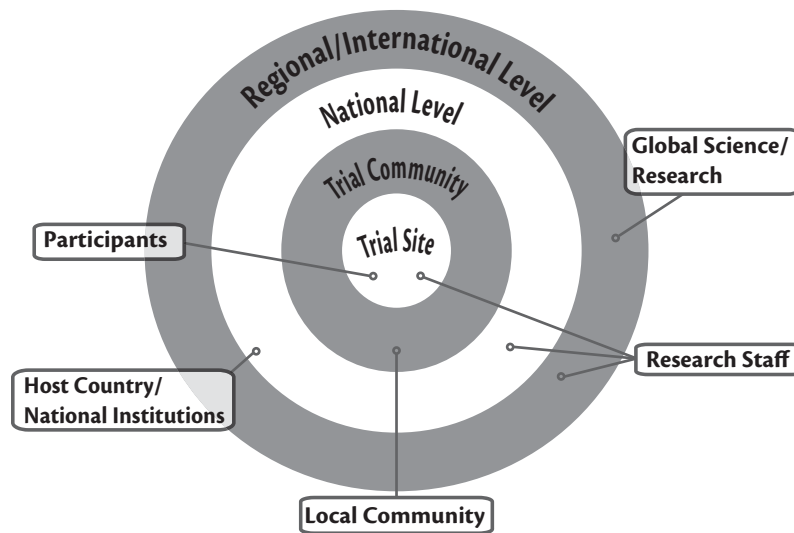 Regional/International Level
National Level
Trial Community
Trial Site
Global Science/
Research
Participants
Research Staff
Host Country/
National Institutions
Local Community